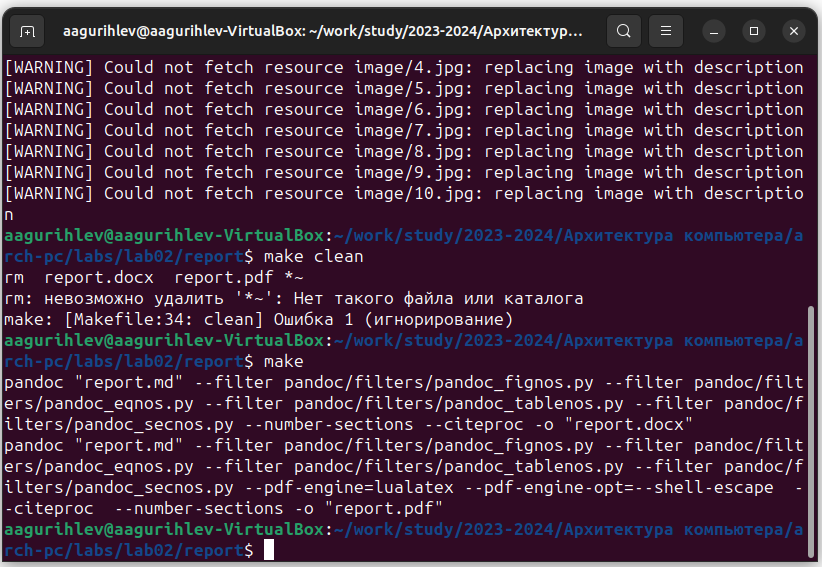 aagurihlev@aagurihlev-VirtualBox: ~/work/study/2023-2024/Архитектур...
[WARNING] Could not fetch resource image/4.jpg: replacing image with description
[WARNING] Could not fetch resource image/5.jpg: replacing image with description
[WARNING] Could not fetch resource image/6.jpg: replacing image with description
[WARNING] Could not fetch resource image/7.jpg: replacing image with description
[WARNING] Could not fetch resource image/8.jpg: replacing image with description
[WARNING] Could not fetch resource image/9.jpg: replacing image with description
[WARNING] Could not fetch resource image/10.jpg: replacing image with descriptio
n
aagurihlev@aagurihlev-VirtualBox:~/work/study/2023-2024/Архитектура компьютера/a
rch-pc/labs/lab02/report$ make clean
rm  report.docx  report.pdf *~
rm: невозможно удалить '*~': Нет такого файла или каталога
make: [Makefile:34: clean] Ошибка 1 (игнорирование)
aagurihlev@aagurihlev-VirtualBox:~/work/study/2023-2024/Архитектура компьютера/a
rch-pc/labs/lab02/report$ make
pandoc "report.md" --filter pandoc/filters/pandoc_fignos.py --filter pandoc/filt
ers/pandoc_eqnos.py --filter pandoc/filters/pandoc_tablenos.py --filter pandoc/f
ilters/pandoc_secnos.py --number-sections --citeproc -o "report.docx"
pandoc "report.md" --filter pandoc/filters/pandoc_fignos.py --filter pandoc/filt
ers/pandoc_eqnos.py --filter pandoc/filters/pandoc_tablenos.py --filter pandoc/f
ilters/pandoc_secnos.py --pdf-engine=lualatex --pdf-engine-opt=--shell-escape  -
-citeproc  --number-sections -o "report.pdf"
aagurihlev@aagurihlev-VirtualBox:~/work/study/2023-2024/Архитектура компьютера/a
rch-pc/labs/lab02/report$